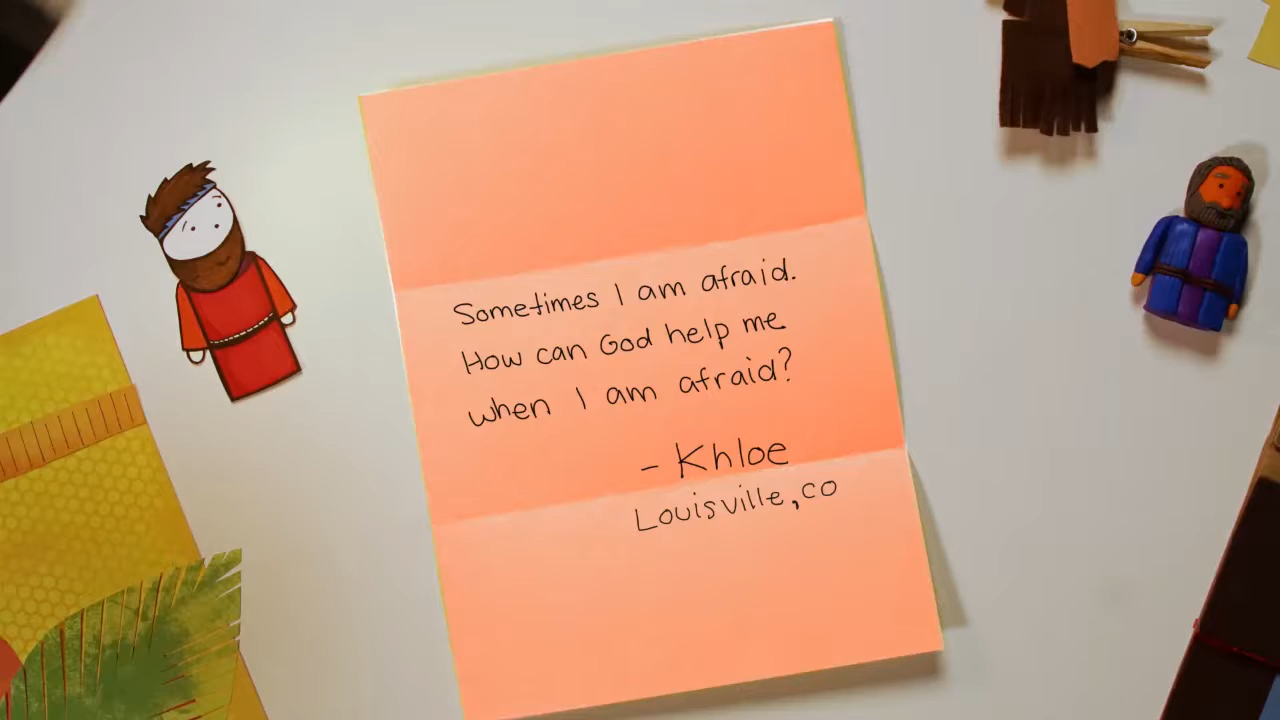 Sometimes I am afraid.
How can God help me
when I am afraid?
- Khloe
Louisville, CO